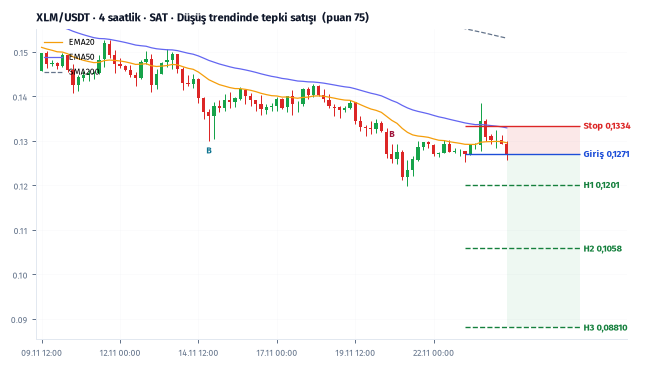 XLM/USDT · 4 saatlik · SAT · Düşüş trendinde tepki satışı (puan 75)
EMA20
EMA50
EMA200
0.15
0.14
0.13
0.12
0.11
0.10
0.09
B
B
Stop 0,1334
Giriş 0,1271
H1 0,1201
H2 0,1058
H3 0,08810
09.11 12:00
12.11 00:00
14.11 12:00
17.11 00:00
19.11 12:00
22.11 00:00